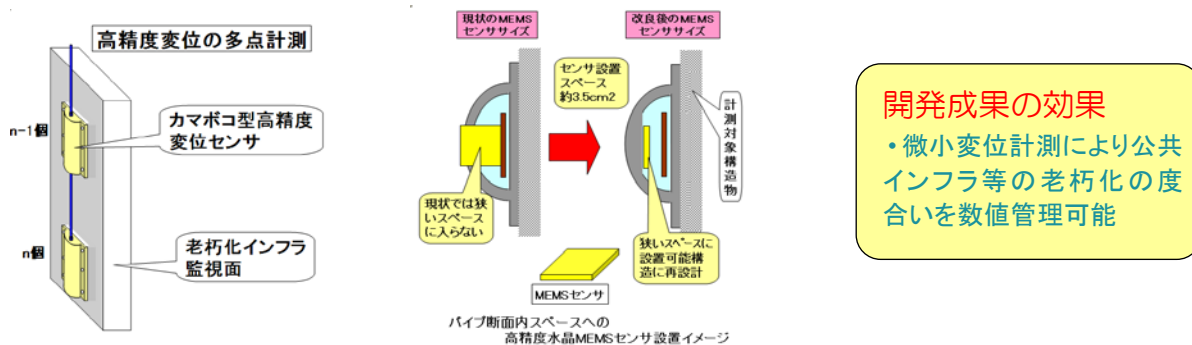 高精度変位の多点計測
n-1個
カマボコ型高精度
変位センサ
n個
老朽化インフラ
監視面
現状のMEMS
センササイズ
改良後のMEMS
センササイズ
センサ設置
スペース
約3.5cm2
計測対象構造物
現状では狭
いスペース
に入らない
狭いスペースに
設置可能構
造に再設計
MEMSセンサ
パイプ断面内スペースへの
高精度水晶MEMSセンサ設置イメージ
開発成果の効果
・微小変位計測により公共
インフラ等の老朽化の度
合いを数値管理可能